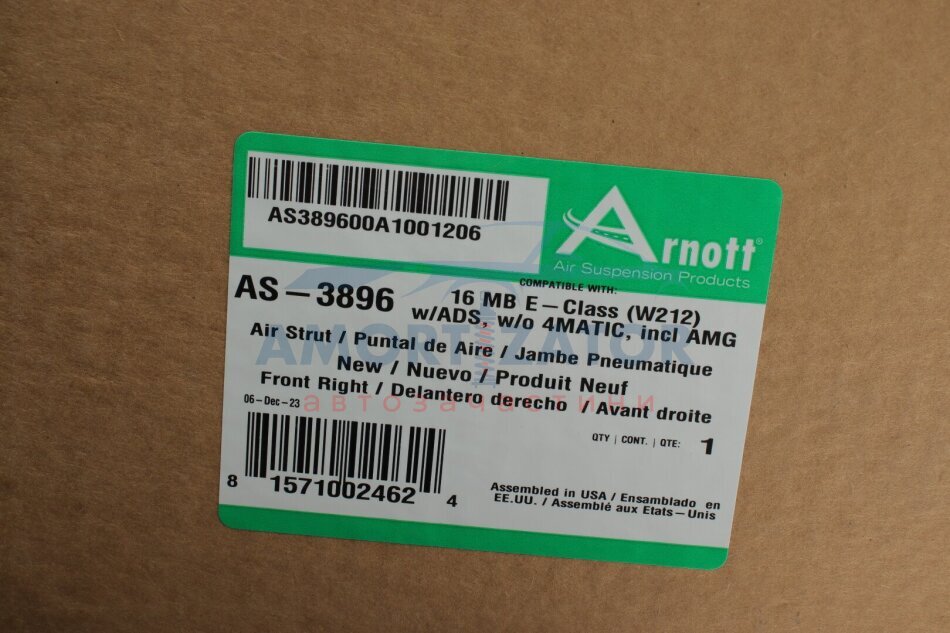 AS389600A1001206
Arnott®
Air Suspension Products
COMPATIBLE WITH:
AS-3896
16 MB E-Class (W212)
w/ADS, w/o 4MATIC, incl AMG
AMORTIZATOR
Air Strut / Puntal de Aire / Jambe Pneumatique
New / Nuevo / Produit Neuf
автозапчастини
Front Right / Delantero derecho / Avant droite
06-Dec-23
QTY | CONT. | QTE: 1
8 1571002462 4
Assembled in USA / Ensamblado en
EE.UU. / Assemblé aux Etats-Unis